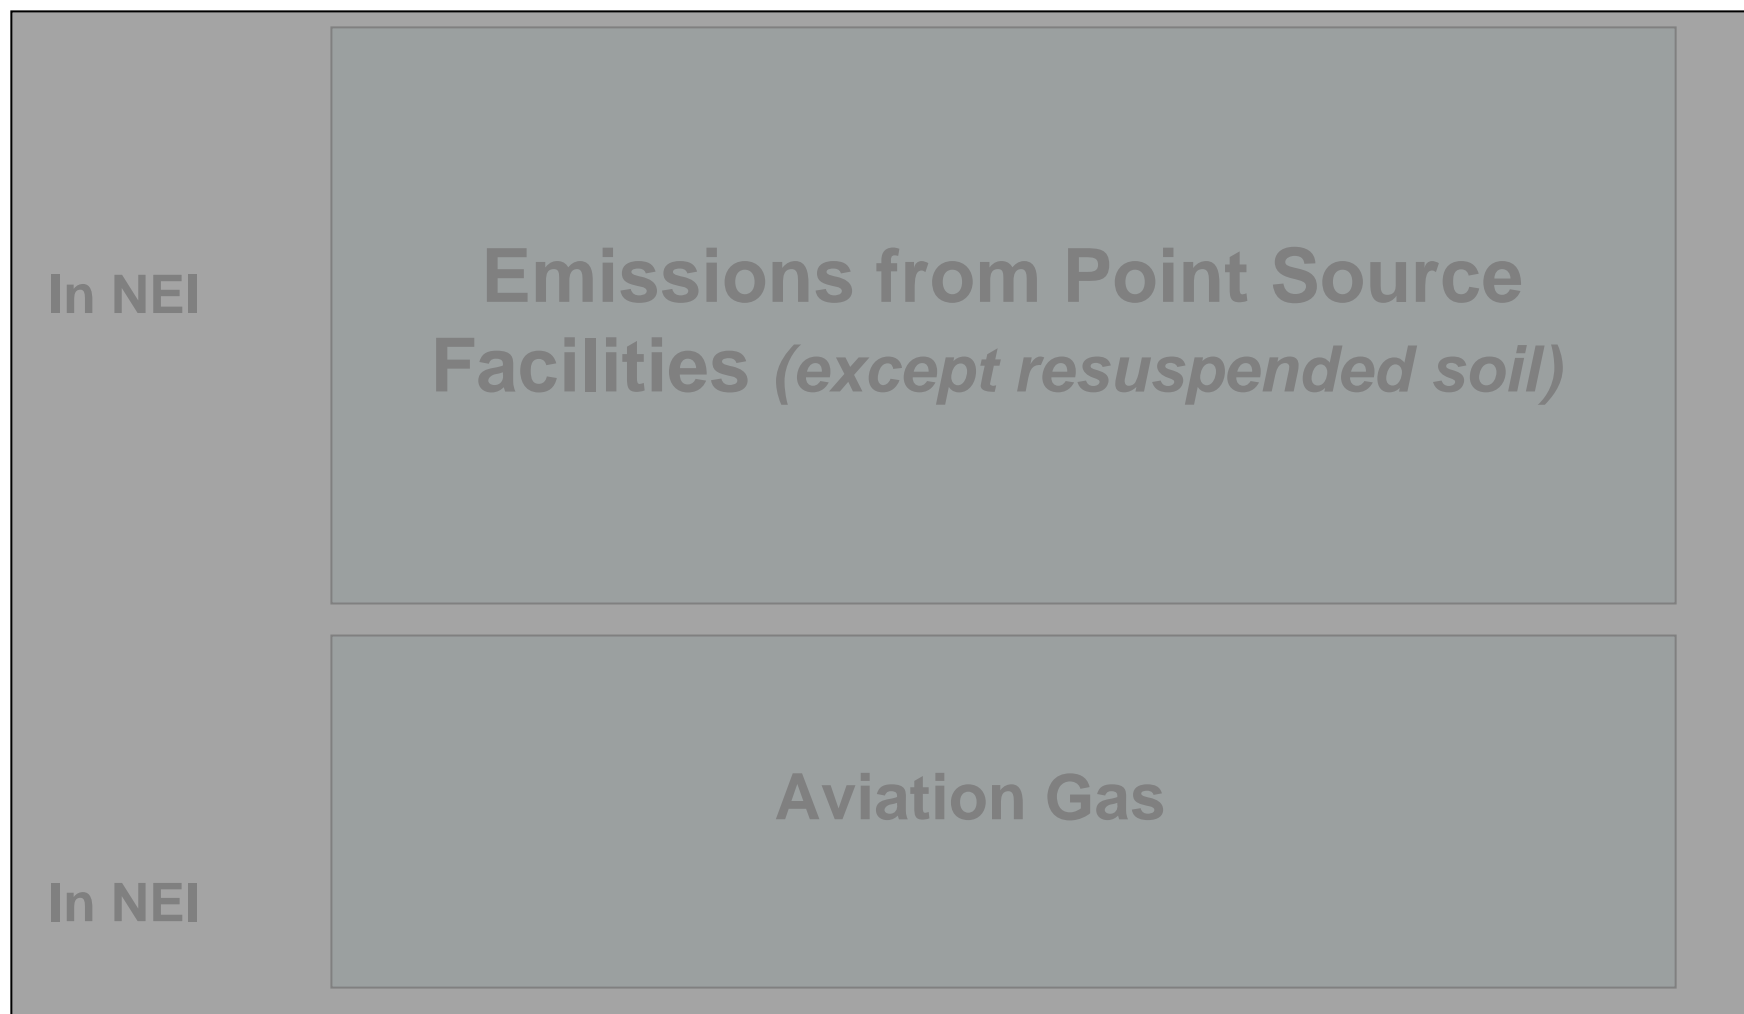 In NEI
Emissions from Point Source
Facilities (except resuspended soil)
Aviation Gas
In NEI